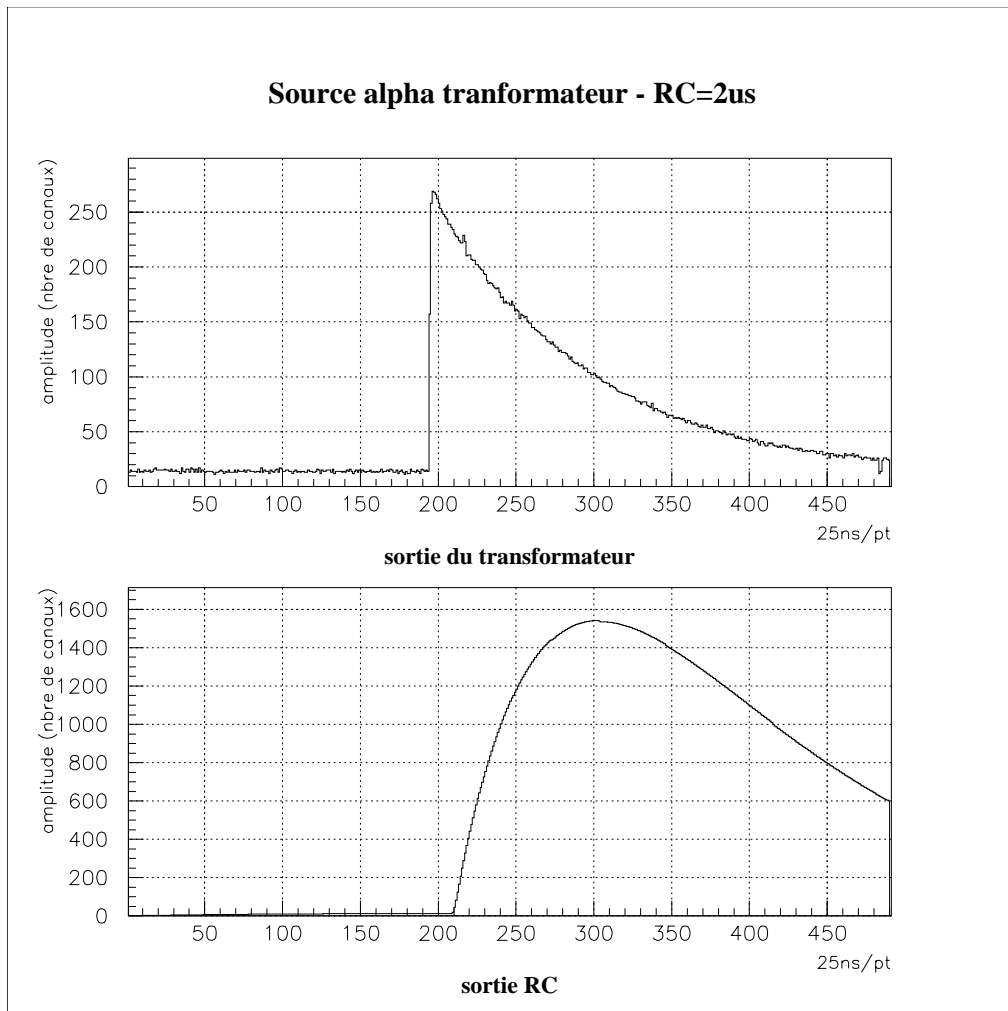 Source alpha tranformateur - RC=2us
amplitude (nbre de canaux)
250
200
150
100
50
0
50 100 150 200 250 300 350 400 450
25ns/pt
sortie du transformateur
amplitude (nbre de canaux)
1600
1400
1200
1000
800
600
400
200
0
50 100 150 200 250 300 350 400 450
25ns/pt
sortie RC